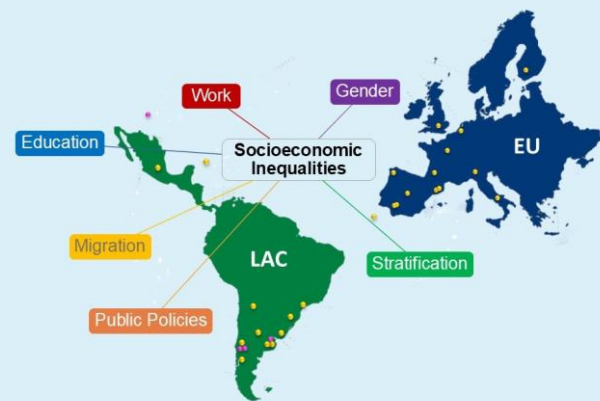 Work
Gender
Education
Socioeconomic
Inequalities
EU
Migration
LAC
Stratification
Public Policies